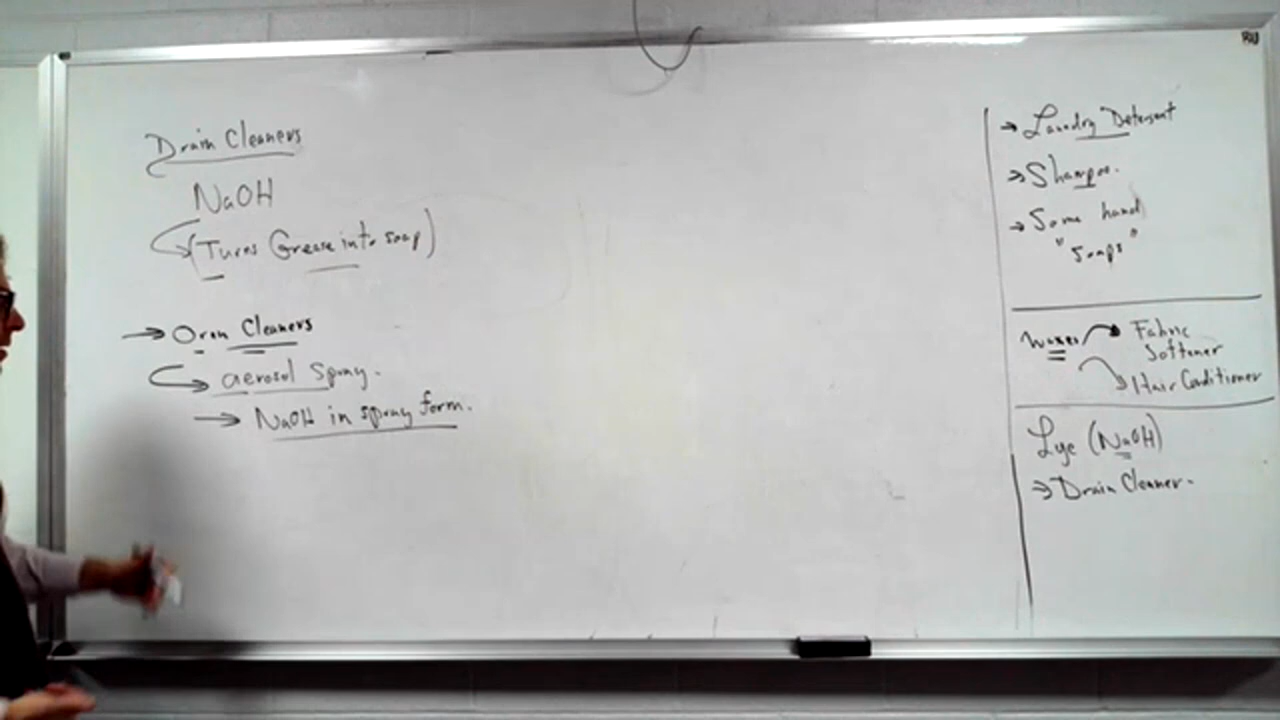 Drain Cleaners
NaOH
(Turns Grease into soap)
→ Oven Cleaners
→ aerosol Spray.
→ NaOH in spray form.
→ Laundry Detergent
→ Shampoo.
→ Some hand
"soaps"
Waxes → Fabric
Softener
→ Hair Conditioner
Lye (NaOH)
→ Drain Cleaner.